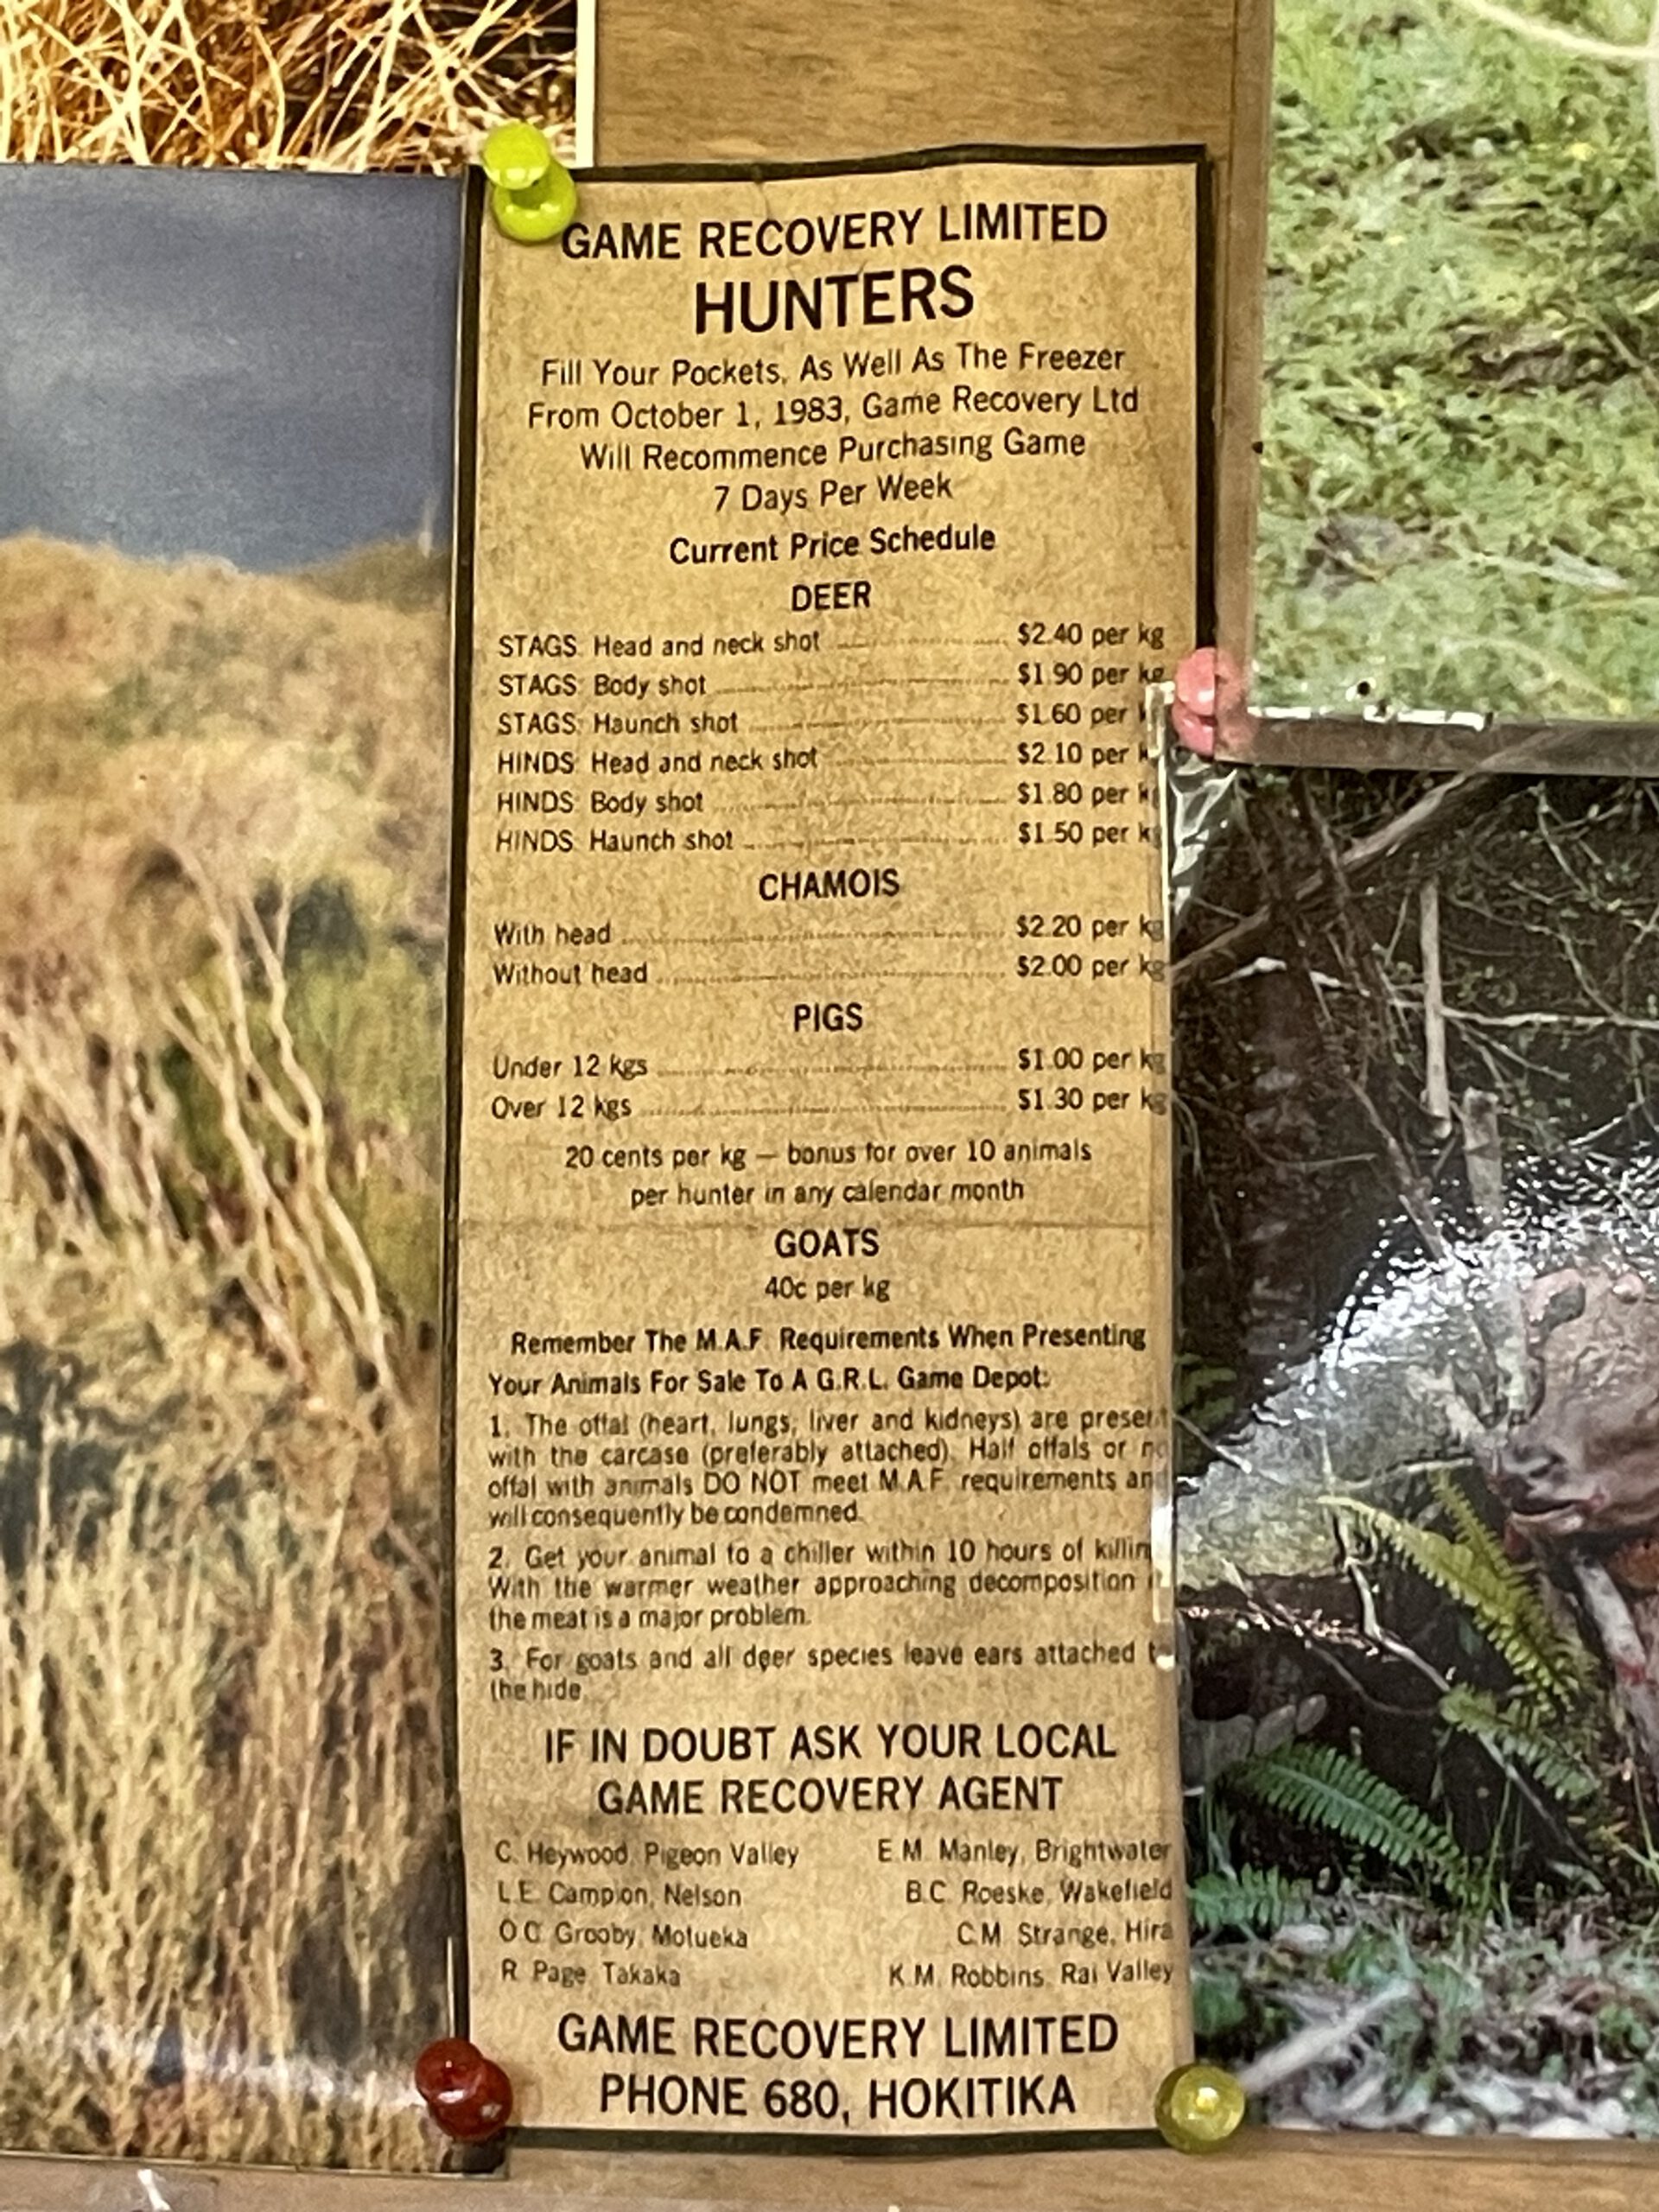 GAME RECOVERY LIMITED
HUNTERS
Fill Your Pockets, As Well As The Freezer
From October 1, 1983, Game Recovery Ltd
Will Recommence Purchasing Game
7 Days Per Week
Current Price Schedule
DEER
STAGS: Head and neck shot ........ $2.40 per kg
STAGS: Body shot ........ $1.90 per kg
STAGS: Haunch shot ........ $1.60 per k
HINDS: Head and neck shot ........ $2.10 per k
HINDS: Body shot ........ $1.80 per k
HINDS: Haunch shot ........ $1.50 per k
CHAMOIS
With head ........ $2.20 per kg
Without head ........ $2.00 per kg
PIGS
Under 12 kgs ........ $1.00 per kg
Over 12 kgs ........ $1.30 per kg
20 cents per kg — bonus for over 10 animals
per hunter in any calendar month
GOATS
40c per kg
Remember The M.A.F. Requirements When Presenting
Your Animals For Sale To A G.R.L. Game Depot:
1. The offal (heart, lungs, liver and kidneys) are present
with the carcase (preferably attached). Half offals or no
offal with animals DO NOT meet M.A.F. requirements and
will consequently be condemned.
2. Get your animal to a chiller within 10 hours of killin
With the warmer weather approaching decomposition i
the meat is a major problem.
3. For goats and all deer species leave ears attached to
the hide.
IF IN DOUBT ASK YOUR LOCAL
GAME RECOVERY AGENT
C. Heywood, Pigeon Valley E.M. Manley, Brightwater
L.E. Campion, Nelson B.C. Roeske, Wakefield
O.C. Grooby, Motueka C.M. Strange, Hira
R. Page, Takaka K.M. Robbins, Rai Valley
GAME RECOVERY LIMITED
PHONE 680, HOKITIKA